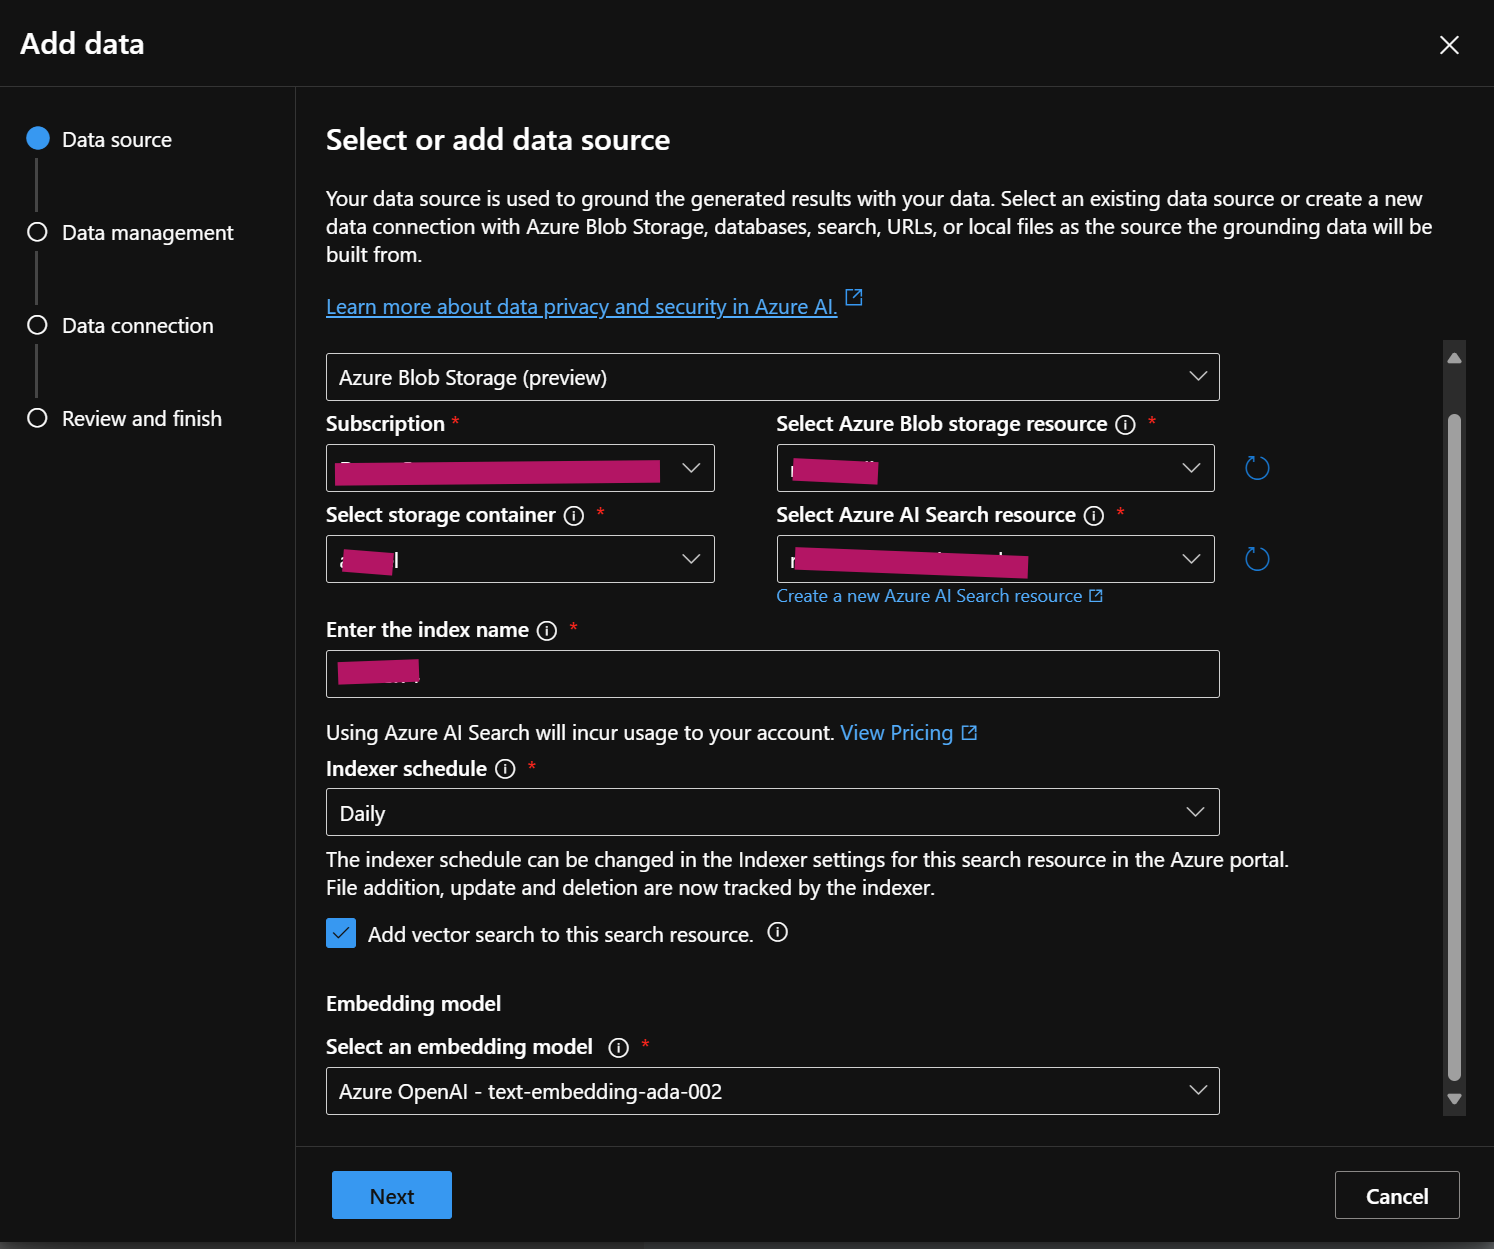 Add data
Data source
Data management
Data connection
Review and finish
Select or add data source
Your data source is used to ground the generated results with your data. Select an existing data source or create a new
data connection with Azure Blob Storage, databases, search, URLs, or local files as the source the grounding data will be
built from.
Learn more about data privacy and security in Azure AI.
Azure Blob Storage (preview)
Subscription *
Select Azure Blob storage resource *
Select storage container *
Select Azure AI Search resource *
Create a new Azure AI Search resource
Enter the index name *
Using Azure AI Search will incur usage to your account. View Pricing
Indexer schedule *
Daily
The indexer schedule can be changed in the Indexer settings for this search resource in the Azure portal.
File addition, update and deletion are now tracked by the indexer.
Add vector search to this search resource.
Embedding model
Select an embedding model *
Azure OpenAI - text-embedding-ada-002
Next
Cancel